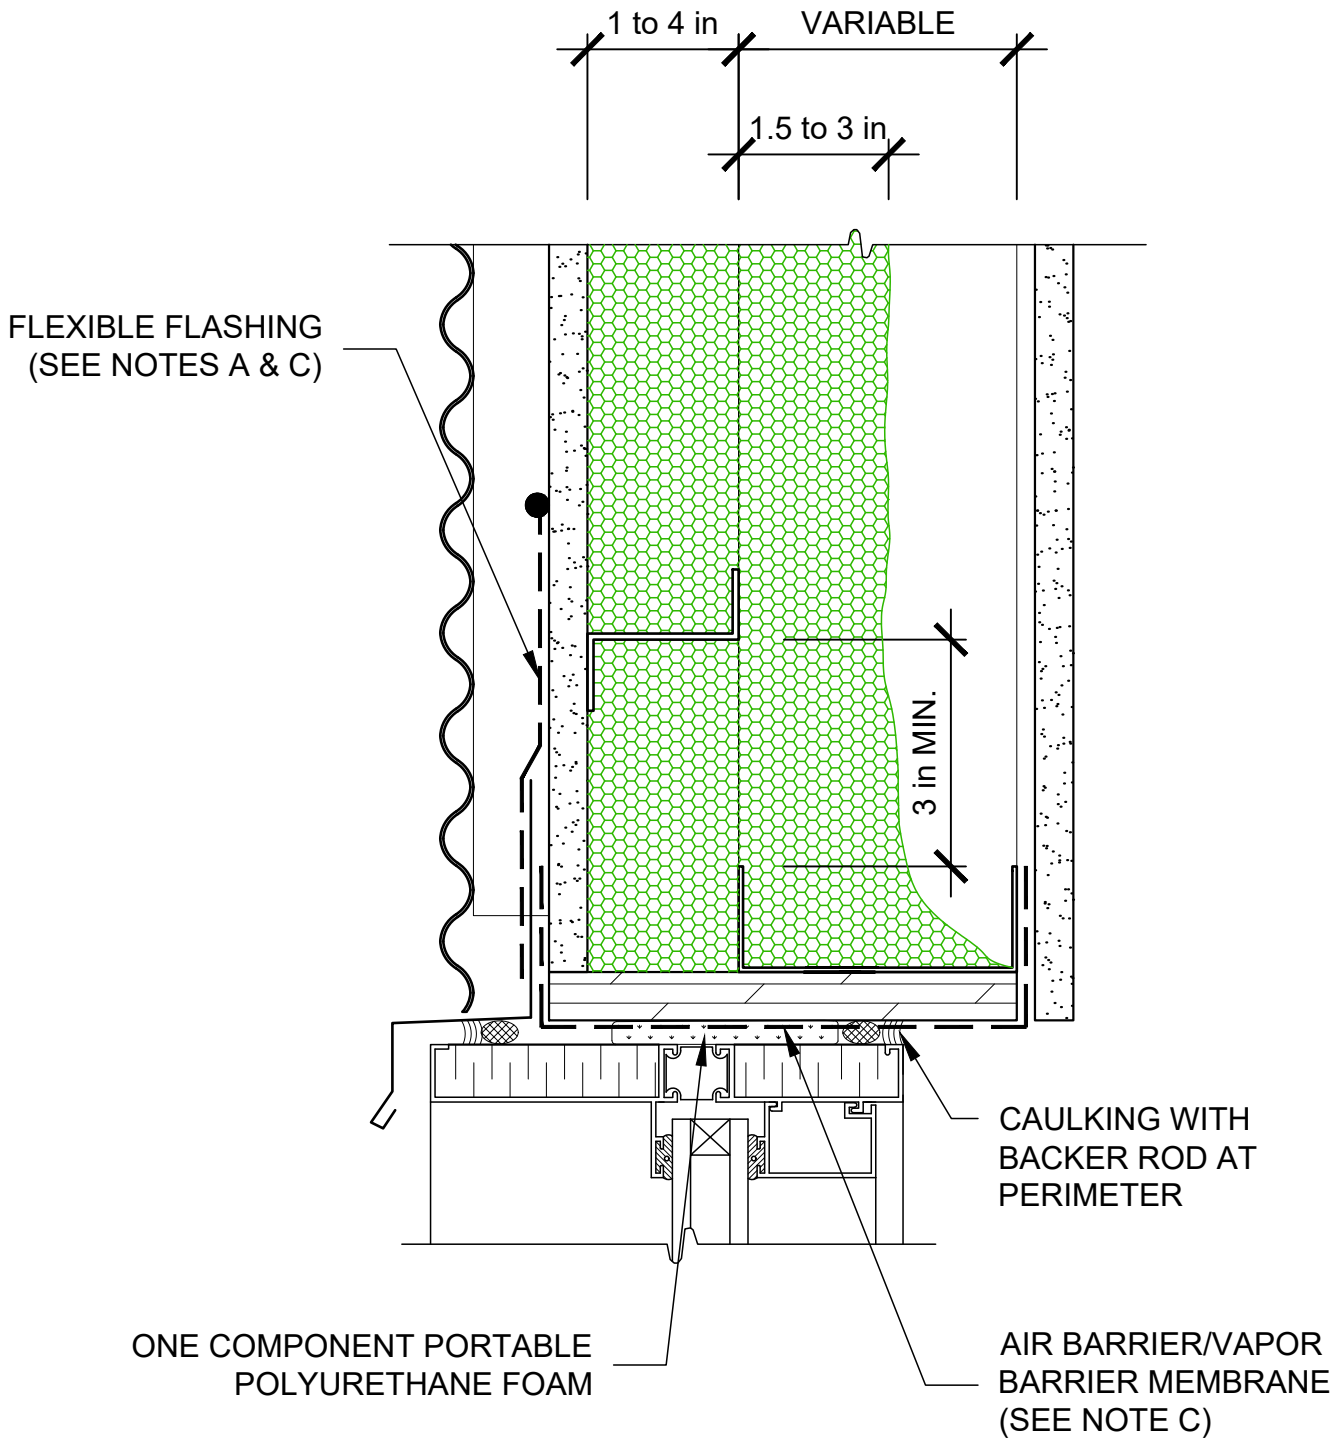 1 to 4 in
VARIABLE
1.5 to 3 in
FLEXIBLE FLASHING
(SEE NOTES A & C)
3 in MIN.
CAULKING WITH
BACKER ROD AT
PERIMETER
ONE COMPONENT PORTABLE
POLYURETHANE FOAM
AIR BARRIER/VAPOR
BARRIER MEMBRANE
(SEE NOTE C)